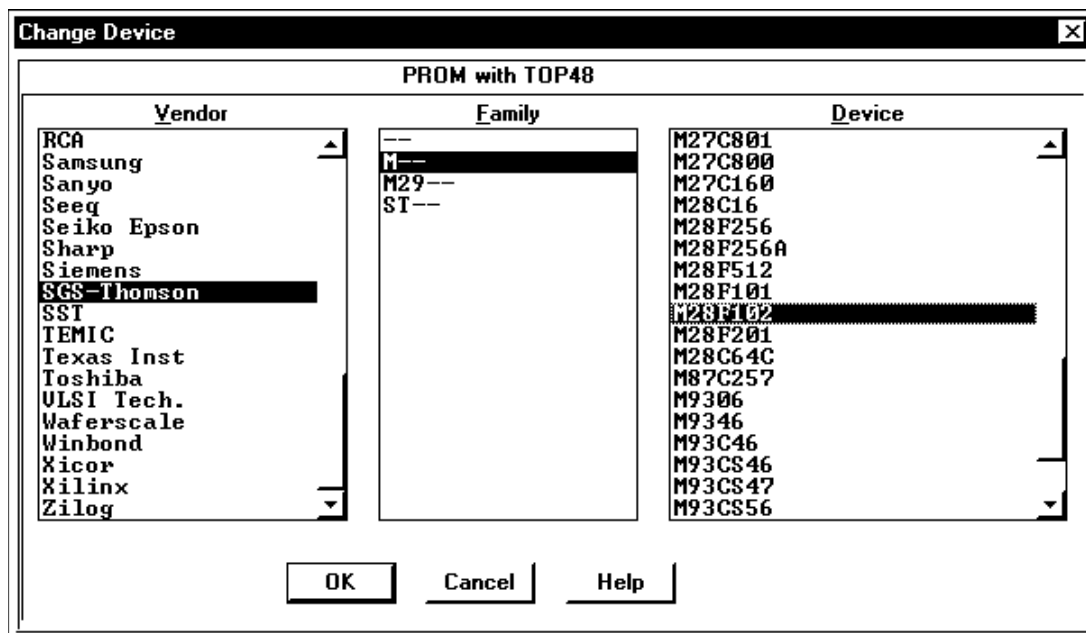 Change Device
PROM with TOP48
Vendor
RCA
Samsung
Sanyo
Seeq
Seiko Epson
Sharp
Siemens
SGS-Thomson
SST
TEMIC
Texas Inst
Toshiba
VLSI Tech.
Waferscale
Winbond
Xicor
Xilinx
Zilog
Family
--
M--
M29--
ST--
Device
M27C801
M27C800
M27C160
M28C16
M28F256
M28F256A
M28F512
M28F101
M28F102
M28F201
M28C64C
M87C257
M9306
M9346
M93C46
M93CS46
M93CS47
M93CS56
OK Cancel Help